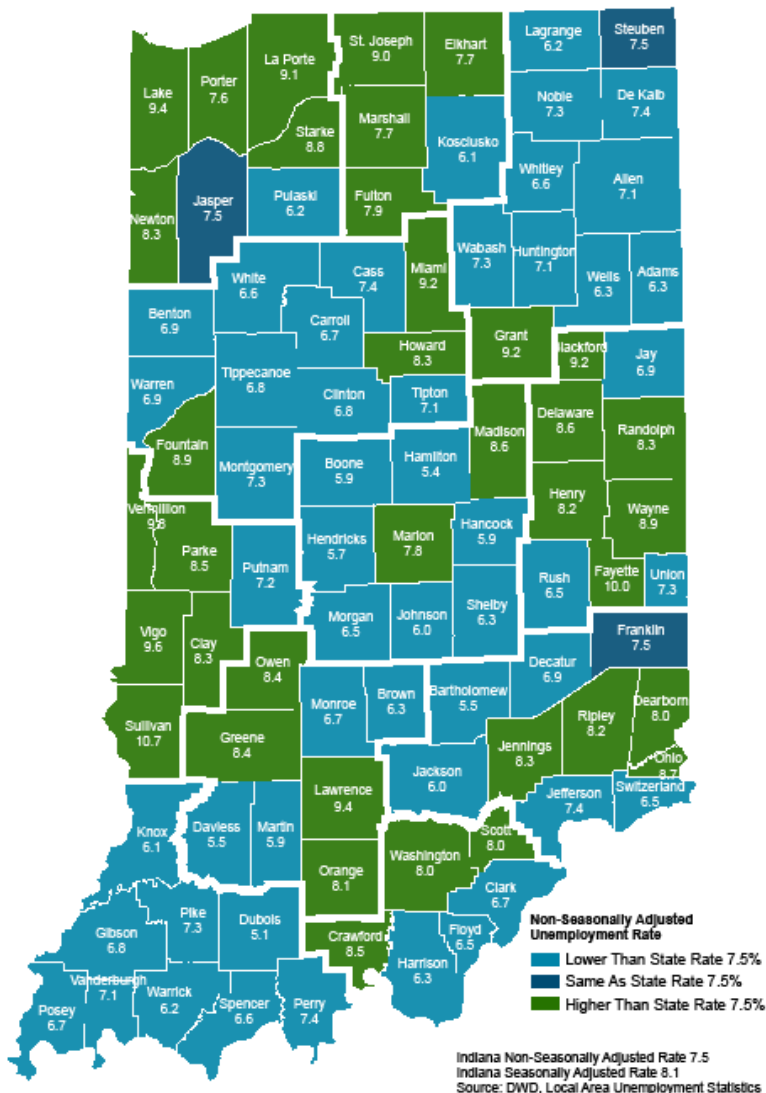 Lagrange
6.2
Steuben
7.5
St. Joseph
9.0
Elkhart
7.7
La Porte
9.1
Porter
7.6
Lake
9.4
Noble
7.3
De Kalb
7.4
Marshall
7.7
Starke
8.8
Kosciusko
6.1
Whitley
6.6
Allen
7.1
Jasper
7.5
Pulaski
6.2
Fulton
7.9
Newton
8.3
Wabash
7.3
Huntington
7.1
Wells
6.3
Adams
6.3
White
6.6
Cass
7.4
Miami
9.2
Benton
6.9
Carroll
6.7
Howard
8.3
Grant
9.2
Blackford
9.2
Jay
6.9
Warren
6.9
Tippecanoe
6.8
Clinton
6.8
Tipton
7.1
Madison
8.6
Delaware
8.6
Randolph
8.3
Fountain
8.9
Montgomery
7.3
Boone
5.9
Hamilton
5.4
Henry
8.2
Wayne
8.9
Vermillion
9.8
Parke
8.5
Putnam
7.2
Hendricks
5.7
Marion
7.8
Hancock
5.9
Rush
6.5
Fayette
10.0
Union
7.3
Vigo
9.6
Clay
8.3
Morgan
6.5
Johnson
6.0
Shelby
6.3
Franklin
7.5
Owen
8.4
Decatur
6.9
Sullivan
10.7
Greene
8.4
Monroe
6.7
Brown
6.3
Bartholomew
5.5
Ripley
8.2
Dearborn
8.0
Jennings
8.3
Ohio
8.7
Jackson
6.0
Lawrence
9.4
Jefferson
7.4
Switzerland
6.5
Knox
6.1
Daviess
5.5
Martin
5.9
Scott
8.0
Washington
8.0
Orange
8.1
Clark
6.7
Pike
7.3
Dubois
5.1
Gibson
6.8
Crawford
8.5
Floyd
6.5
Harrison
6.3
Vanderburgh
7.1
Warrick
6.2
Posey
6.7
Spencer
6.6
Perry
7.4
Non-Seasonally Adjusted
Unemployment Rate
Lower Than State Rate 7.5%
Same As State Rate 7.5%
Higher Than State Rate 7.5%
Indiana Non-Seasonally Adjusted Rate 7.5
Indiana Seasonally Adjusted Rate 8.1
Source: DWD, Local Area Unemployment Statistics